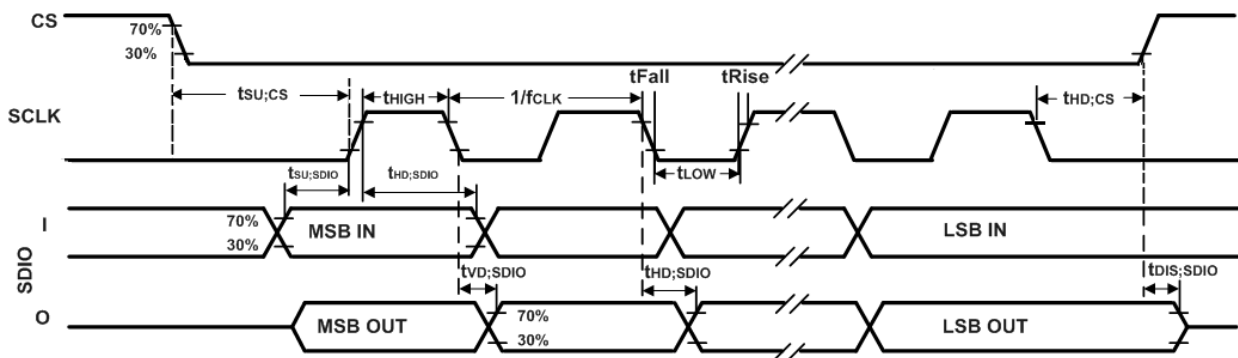 CS
70%
30%
tFall tRise
tSU;CS tHIGH 1/fCLK tHD;CS
SCLK
tLOW
tSU;SDIO tHD;SDIO
I 70% MSB IN LSB IN
30%
SDIO
tVD;SDIO tHD;SDIO tDIS;SDIO
O MSB OUT 70% LSB OUT
30%